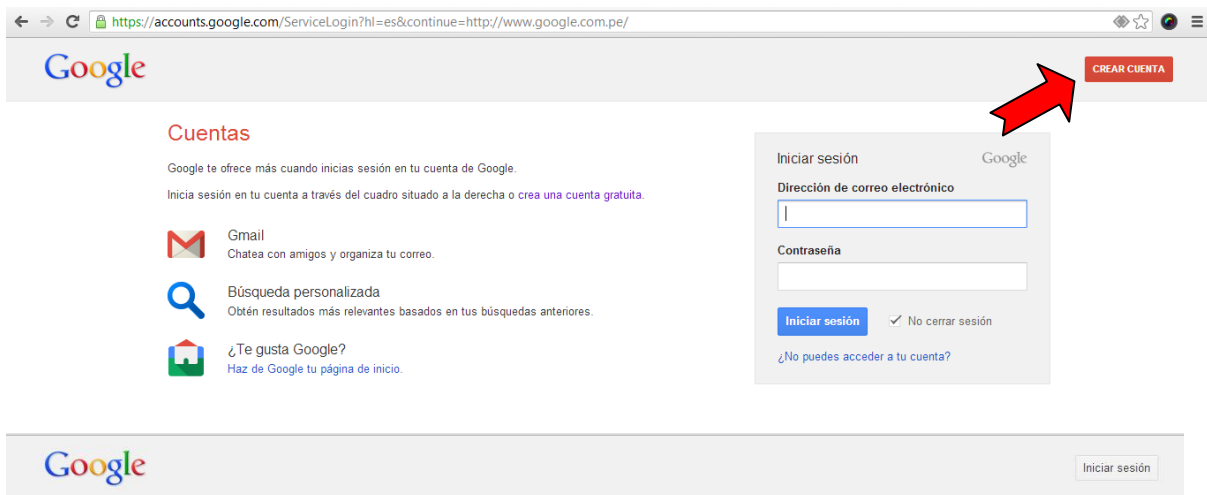 https://accounts.google.com/ServiceLogin?hl=es&continue=http://www.google.com.pe/
Google
CREAR CUENTA
Cuentas
Google te ofrece más cuando inicias sesión en tu cuenta de Google.
Inicia sesión en tu cuenta a través del cuadro situado a la derecha o crea una cuenta gratuita.
Gmail
Chatea con amigos y organiza tu correo.
Búsqueda personalizada
Obtén resultados más relevantes basados en tus búsquedas anteriores.
¿Te gusta Google?
Haz de Google tu página de inicio.
Iniciar sesión Google
Dirección de correo electrónico
Contraseña
Iniciar sesión No cerrar sesión
¿No puedes acceder a tu cuenta?
Google
Iniciar sesión